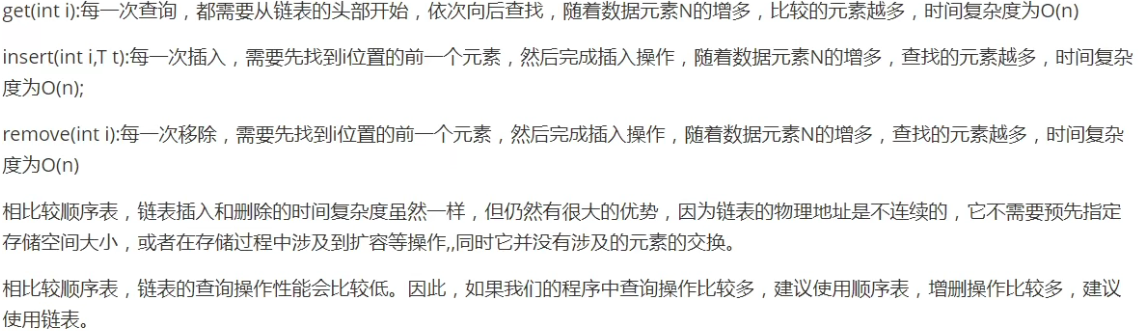 get(int i):每一次查询，都需要从链表的头部开始，依次向后查找，随着数据元素N的增多，比较的元素越多，时间复杂度为O(n)
insert(int i,T t):每一次插入，需要先找到i位置的前一个元素，然后完成插入操作，随着数据元素N的增多，查找的元素越多，时间复杂
度为O(n);
remove(int i):每一次移除，需要先找到i位置的前一个元素，然后完成插入操作，随着数据元素N的增多，查找的元素越多，时间复杂
度为O(n)
相比较顺序表，链表插入和删除的时间复杂度虽然一样，但仍然有很大的优势，因为链表的物理地址是不连续的，它不需要预先指定
存储空间大小，或者在存储过程中涉及到扩容等操作,,同时它并没有涉及的元素的交换。
相比较顺序表，链表的查询操作性能会比较低。因此，如果我们的程序中查询操作比较多，建议使用顺序表，增删操作比较多，建议
使用链表。